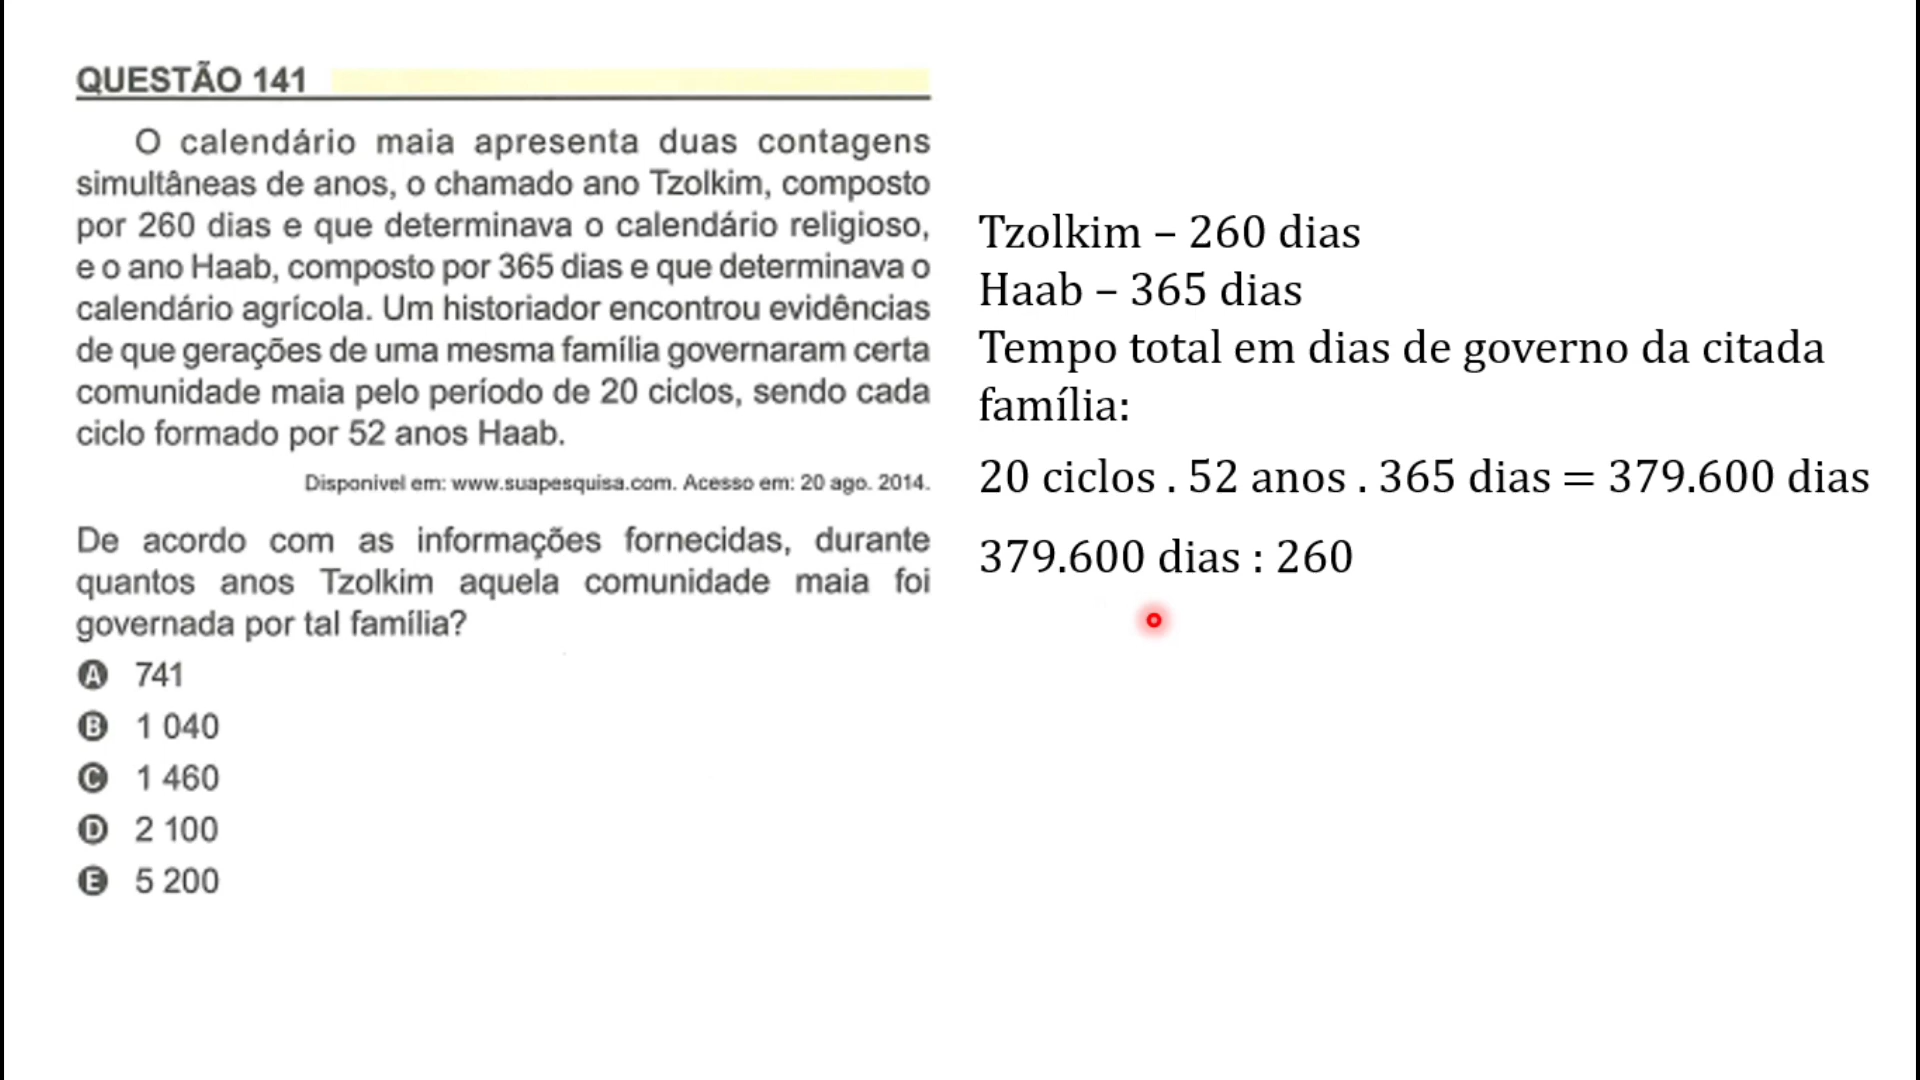 QUESTÃO 141
O calendário maia apresenta duas contagens
simultâneas de anos, o chamado ano Tzolkim, composto
por 260 dias e que determinava o calendário religioso,
e o ano Haab, composto por 365 dias e que determinava o
calendário agrícola. Um historiador encontrou evidências
de que gerações de uma mesma família governaram certa
comunidade maia pelo período de 20 ciclos, sendo cada
ciclo formado por 52 anos Haab.
Disponível em: www.suapesquisa.com. Acesso em: 20 ago. 2014.
De acordo com as informações fornecidas, durante
quantos anos Tzolkim aquela comunidade maia foi
governada por tal família?
A 741
B 1 040
C 1 460
D 2 100
E 5 200
Tzolkim – 260 dias
Haab – 365 dias
Tempo total em dias de governo da citada
família:
20 ciclos . 52 anos . 365 dias = 379.600 dias
379.600 dias : 260